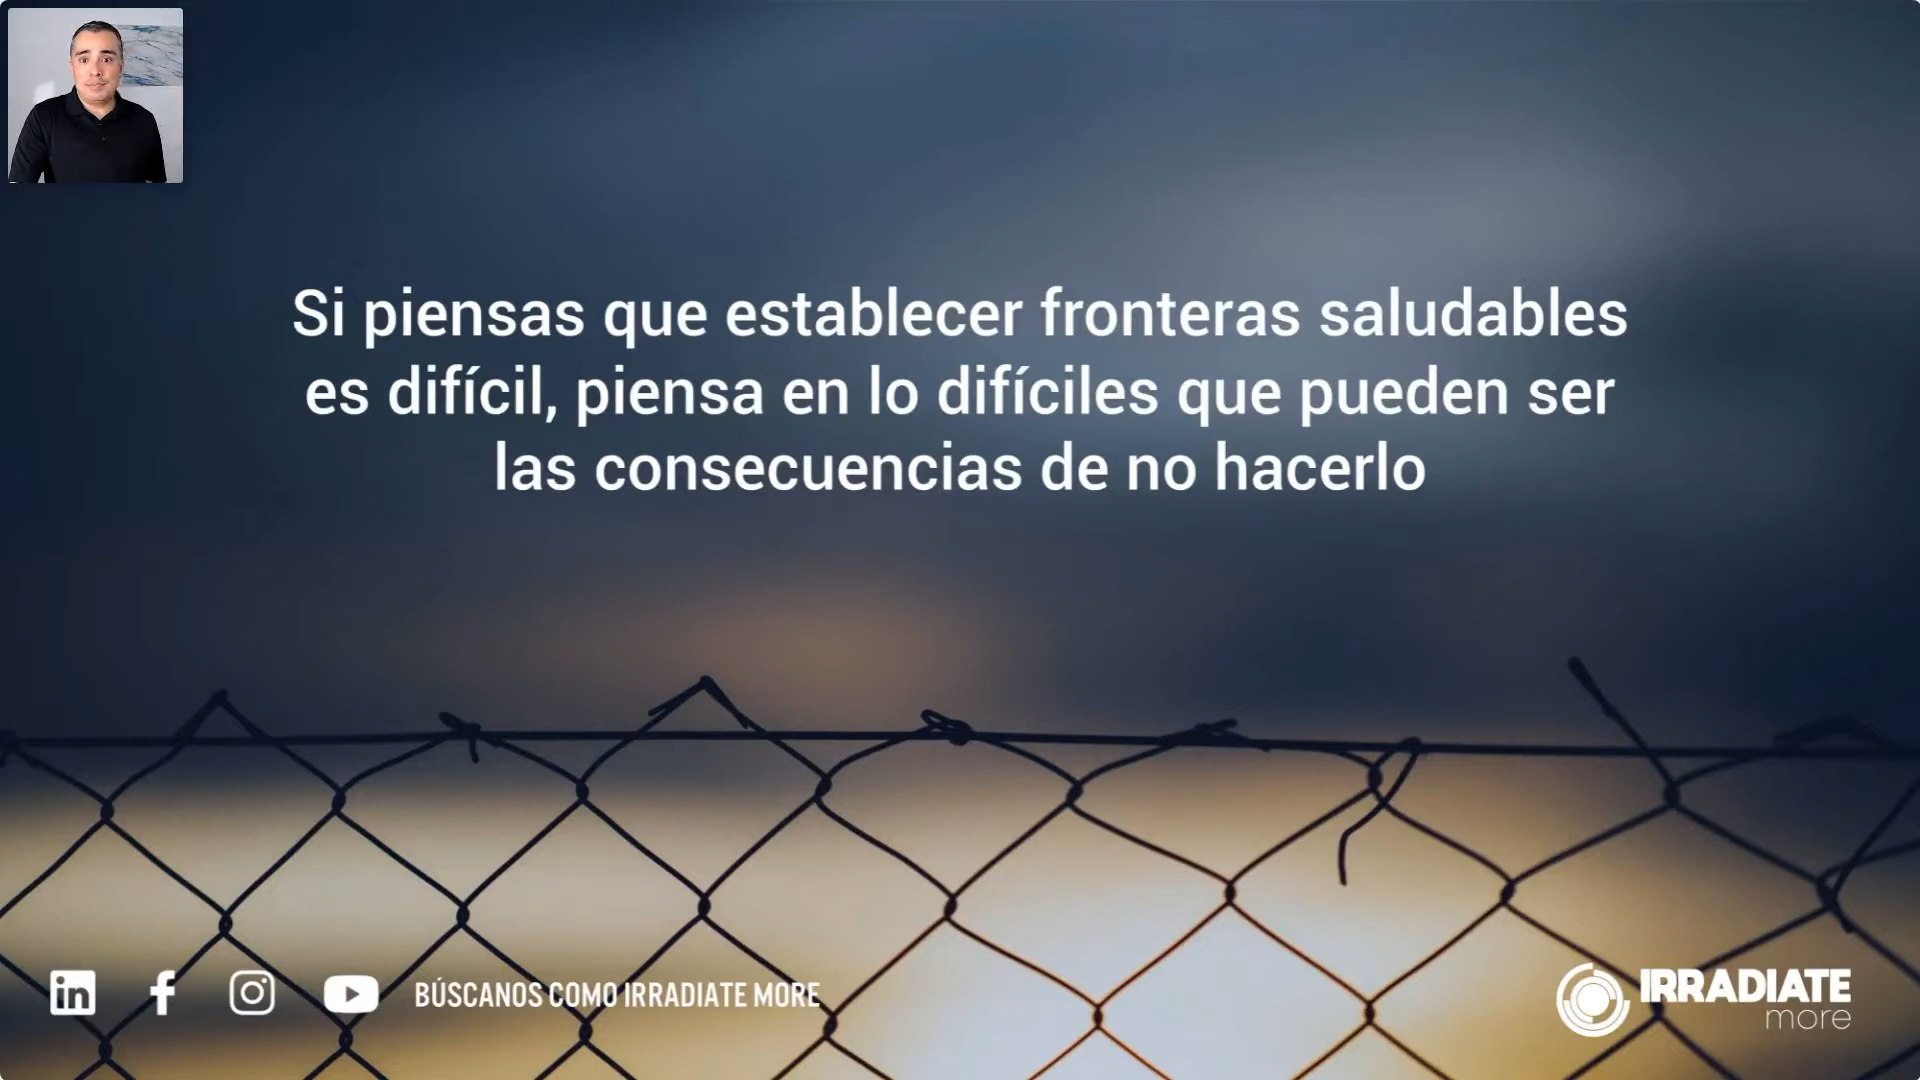 Si piensas que establecer fronteras saludables
es difícil, piensa en lo difíciles que pueden ser
las consecuencias de no hacerlo
in
BÚSCANOS COMO IRRADIATE MORE
IRRADIATE
more